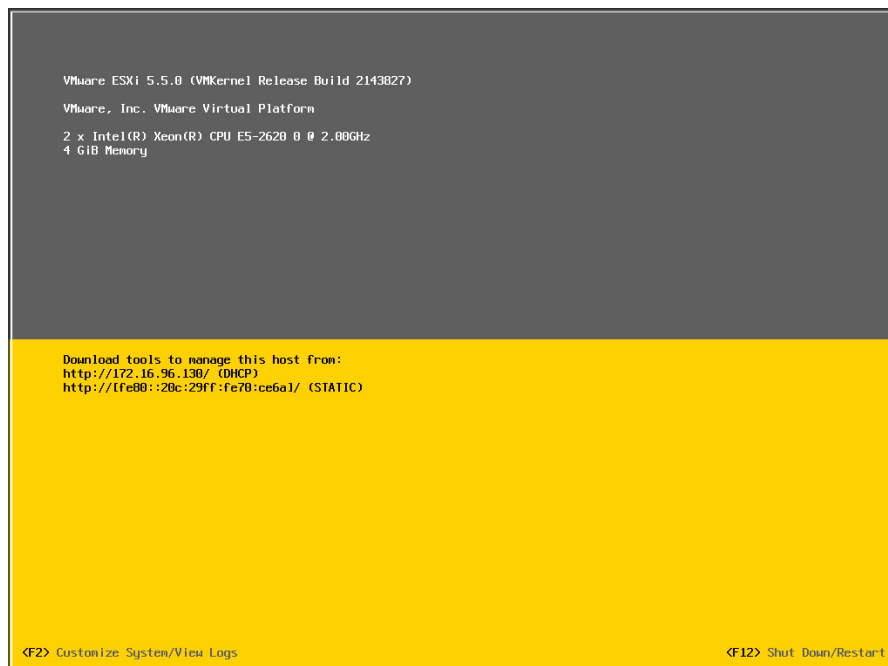 VMware ESXi 5.5.0 (VMKernel Release Build 2143827)
VMware, Inc. VMware Virtual Platform
2 x Intel(R) Xeon(R) CPU E5-2620 0 @ 2.00GHz
4 GiB Memory
Download tools to manage this host from:
http://172.16.96.130/ (DHCP)
http://[fe80::20c:29ff:fe70:ce6a]/ (STATIC)
<F2> Customize System/View Logs
<F12> Shut Down/Restart